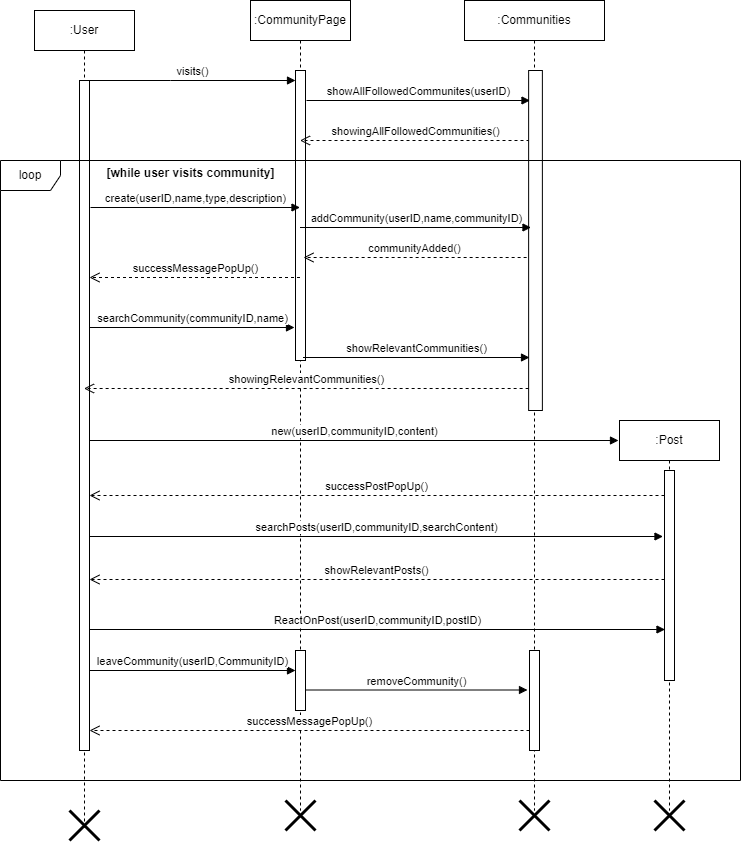 :User
:CommunityPage
:Communities
visits()
showAllFollowedCommunites(userID)
showingAllFollowedCommunities()
loop
[while user visits community]
create(userID,name,type,description)
addCommunity(userID,name,communityID)
communityAdded()
successMessagePopUp()
searchCommunity(communityID,name)
showRelevantCommunities()
showingRelevantCommunities()
new(userID,communityID,content)
:Post
successPostPopUp()
searchPosts(userID,communityID,searchContent)
showRelevantPosts()
ReactOnPost(userID,communityID,postID)
leaveCommunity(userID,CommunityID)
removeCommunity()
successMessagePopUp()